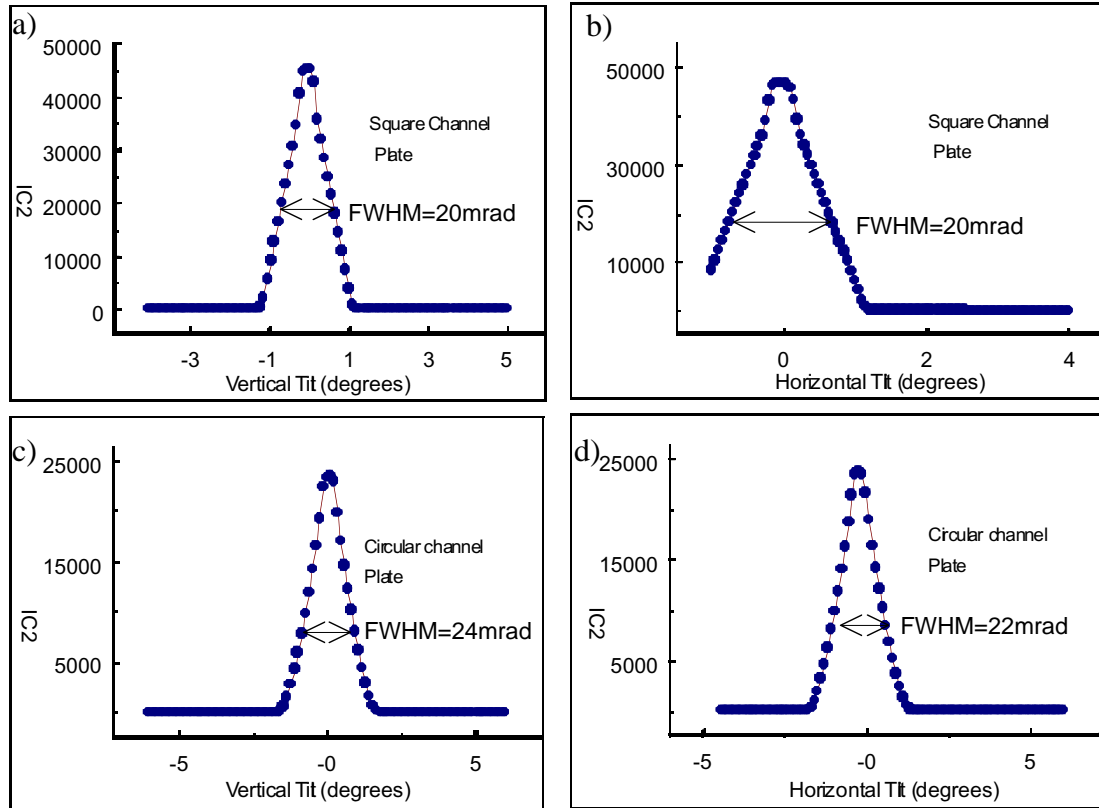 a)
50000
40000
30000
20000
10000
0
IC2
Square Channel
Plate
FWHM=20mrad
-3 -1 1 3 5
Vertical Tit (degrees)
b)
50000
30000
10000
IC2
Square Channel
Plate
FWHM=20mrad
0 2 4
Horizontal Tilt (degrees)
c)
25000
15000
5000
IC2
Circular channel
Plate
FWHM=24mrad
-5 -0 5
Vertical Tit (degrees)
d)
25000
15000
5000
IC2
Circular channel
Plate
FWHM=22mrad
-5 -0 5
Horizontal Tilt (degrees)